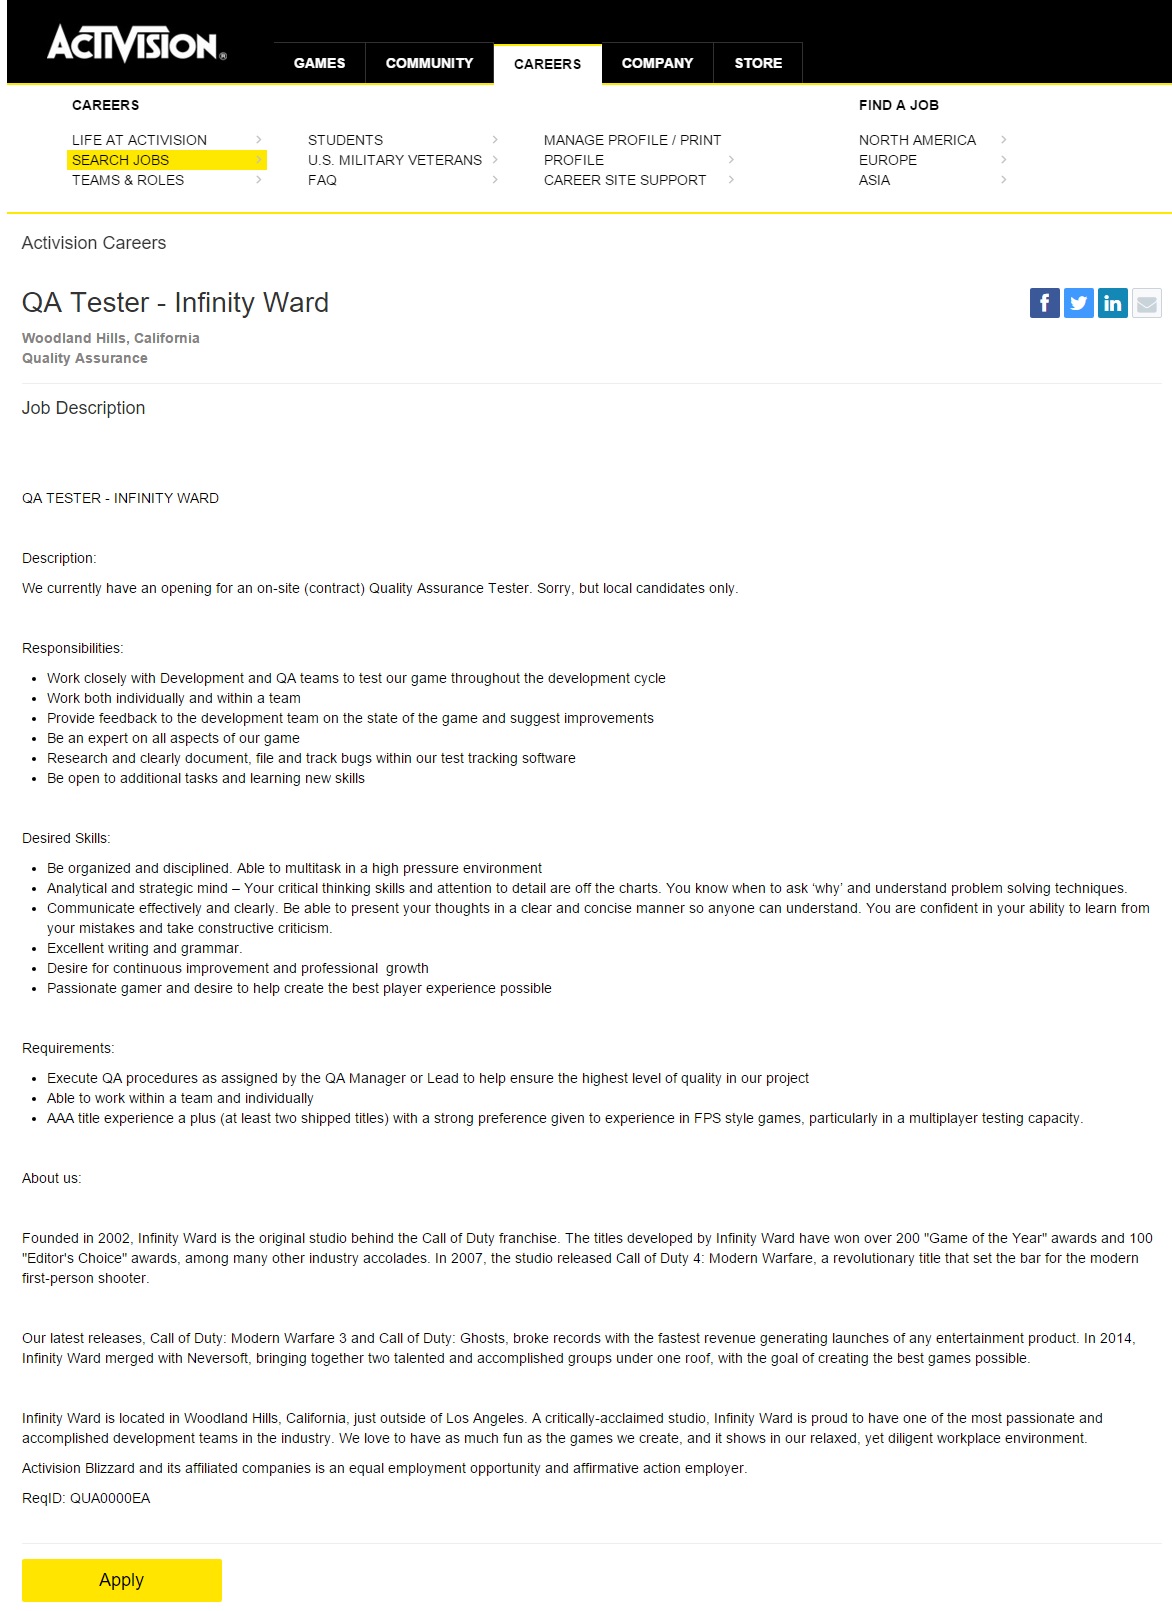 ACTIVISION®
GAMES
COMMUNITY
CAREERS
COMPANY
STORE
CAREERS
LIFE AT ACTIVISION
SEARCH JOBS
TEAMS & ROLES
STUDENTS
U.S. MILITARY VETERANS
FAQ
MANAGE PROFILE / PRINT
PROFILE
CAREER SITE SUPPORT
FIND A JOB
NORTH AMERICA
EUROPE
ASIA
Activision Careers
QA Tester - Infinity Ward
Woodland Hills, California
Quality Assurance
Job Description
QA TESTER - INFINITY WARD
Description:
We currently have an opening for an on-site (contract) Quality Assurance Tester. Sorry, but local candidates only.
Responsibilities:
• Work closely with Development and QA teams to test our game throughout the development cycle
• Work both individually and within a team
• Provide feedback to the development team on the state of the game and suggest improvements
• Be an expert on all aspects of our game
• Research and clearly document, file and track bugs within our test tracking software
• Be open to additional tasks and learning new skills
Desired Skills:
• Be organized and disciplined. Able to multitask in a high pressure environment
• Analytical and strategic mind – Your critical thinking skills and attention to detail are off the charts. You know when to ask ‘why’ and understand problem solving techniques.
• Communicate effectively and clearly. Be able to present your thoughts in a clear and concise manner so anyone can understand. You are confident in your ability to learn from
your mistakes and take constructive criticism.
• Excellent writing and grammar.
• Desire for continuous improvement and professional  growth
• Passionate gamer and desire to help create the best player experience possible
Requirements:
• Execute QA procedures as assigned by the QA Manager or Lead to help ensure the highest level of quality in our project
• Able to work within a team and individually
• AAA title experience a plus (at least two shipped titles) with a strong preference given to experience in FPS style games, particularly in a multiplayer testing capacity.
About us:
Founded in 2002, Infinity Ward is the original studio behind the Call of Duty franchise. The titles developed by Infinity Ward have won over 200 "Game of the Year" awards and 100
"Editor's Choice" awards, among many other industry accolades. In 2007, the studio released Call of Duty 4: Modern Warfare, a revolutionary title that set the bar for the modern
first-person shooter.
Our latest releases, Call of Duty: Modern Warfare 3 and Call of Duty: Ghosts, broke records with the fastest revenue generating launches of any entertainment product. In 2014,
Infinity Ward merged with Neversoft, bringing together two talented and accomplished groups under one roof, with the goal of creating the best games possible.
Infinity Ward is located in Woodland Hills, California, just outside of Los Angeles. A critically-acclaimed studio, Infinity Ward is proud to have one of the most passionate and
accomplished development teams in the industry. We love to have as much fun as the games we create, and it shows in our relaxed, yet diligent workplace environment.
Activision Blizzard and its affiliated companies is an equal employment opportunity and affirmative action employer.
ReqID: QUA0000EA
Apply